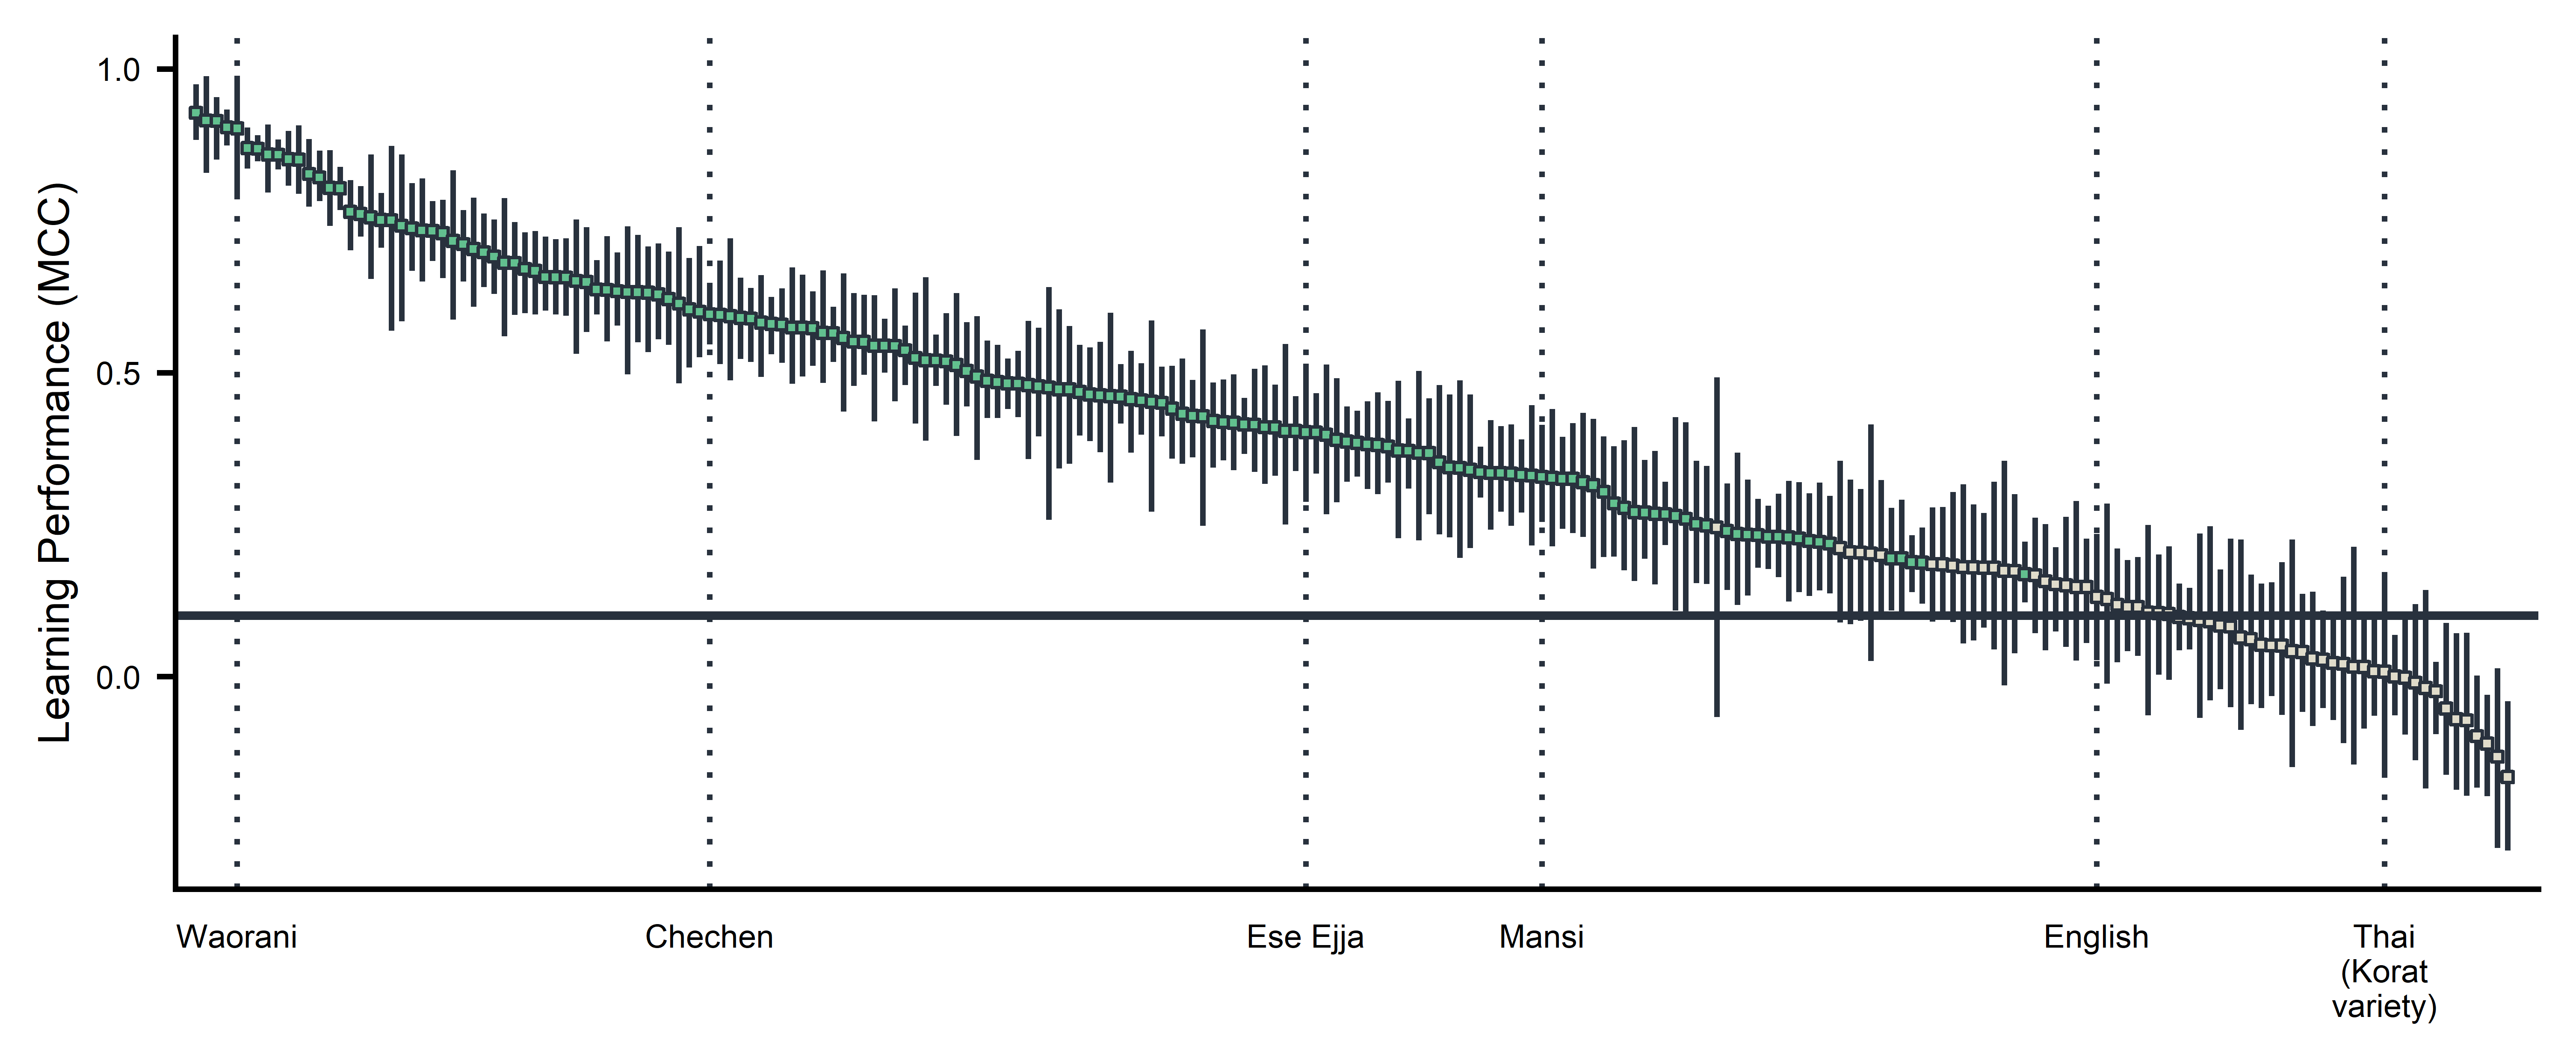 Learning Performance (MCC)
1.0
0.5
0.0
Waorani
Chechen
Ese Ejja
Mansi
English
Thai
(Korat
variety)